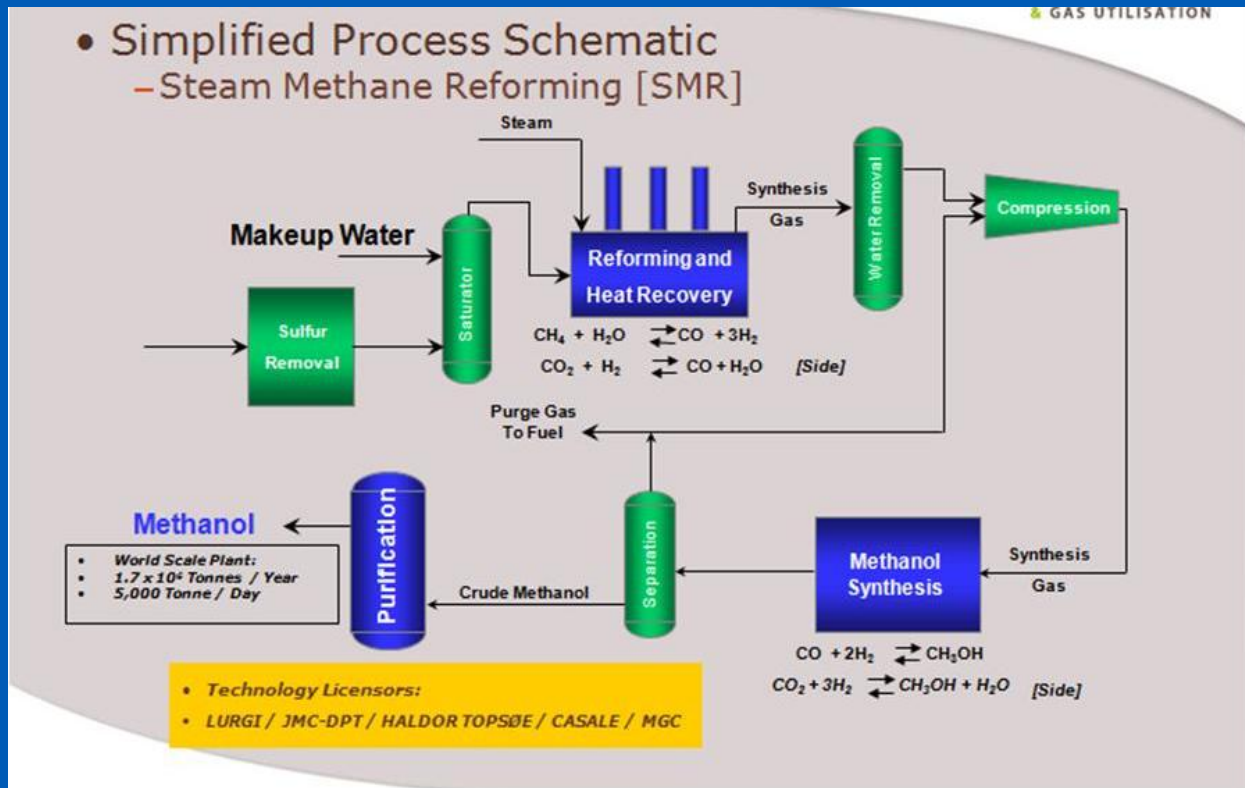 & GAS UTILISATION
• Simplified Process Schematic
–Steam Methane Reforming [SMR]
Steam
Synthesis
Gas
Water Removal
Compression
Makeup Water
Saturator
Reforming and
Heat Recovery
Sulfur
Removal
CH₄ + H₂O ⇄ CO + 3H₂
CO₂ + H₂ ⇄ CO + H₂O [Side]
Purge Gas
To Fuel
Methanol
• World Scale Plant:
• 1.7 x 10⁶ Tonnes / Year
• 5,000 Tonne / Day
Purification
Crude Methanol
Separation
Methanol
Synthesis
Synthesis
Gas
CO + 2H₂ ⇄ CH₃OH
CO₂ + 3H₂ ⇄ CH₃OH + H₂O [Side]
• Technology Licensors:
• LURGI / JMC-DPT / HALDOR TOPSØE / CASALE / MGC